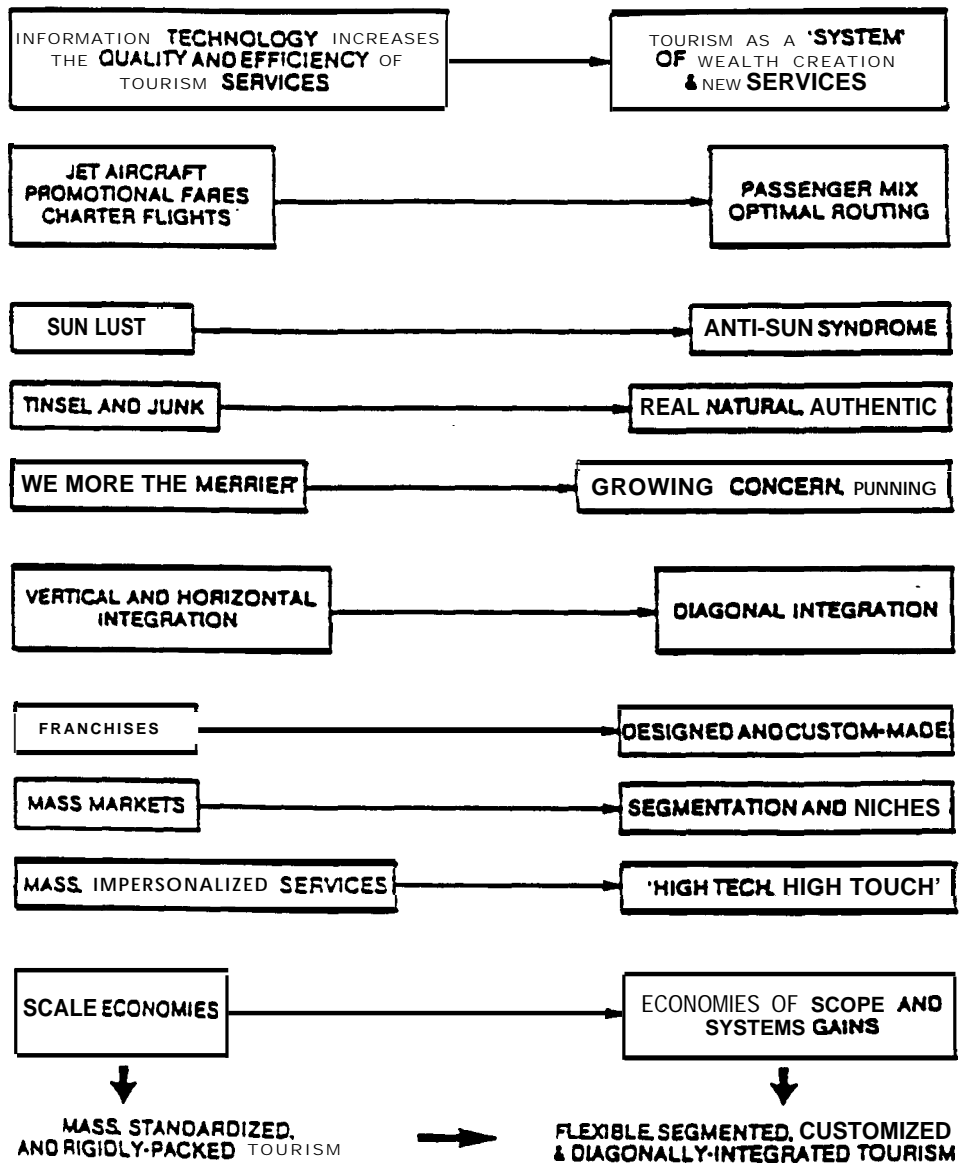 INFORMATION TECHNOLOGY INCREASES
THE QUALITY AND EFFICIENCY OF
TOURISM SERVICES
TOURISM AS A 'SYSTEM'
OF WEALTH CREATION
& NEW SERVICES
JET AIRCRAFT
PROMOTIONAL FARES
CHARTER FLIGHTS
PASSENGER MIX
OPTIMAL ROUTING
SUN LUST
ANTI-SUN SYNDROME
TINSEL AND JUNK
REAL NATURAL AUTHENTIC
WE MORE THE MERRIER
GROWING CONCERN, PUNNING
VERTICAL AND HORIZONTAL
INTEGRATION
DIAGONAL INTEGRATION
FRANCHISES
DESIGNED AND CUSTOM-MADE
MASS MARKETS
SEGMENTATION AND NICHES
MASS, IMPERSONALIZED SERVICES
'HIGH TECH, HIGH TOUCH'
SCALE ECONOMIES
ECONOMIES OF SCOPE AND
SYSTEMS GAINS
MASS, STANDARDIZED,
AND RIGIDLY-PACKED TOURISM
FLEXIBLE, SEGMENTED, CUSTOMIZED
& DIAGONALLY-INTEGRATED TOURISM